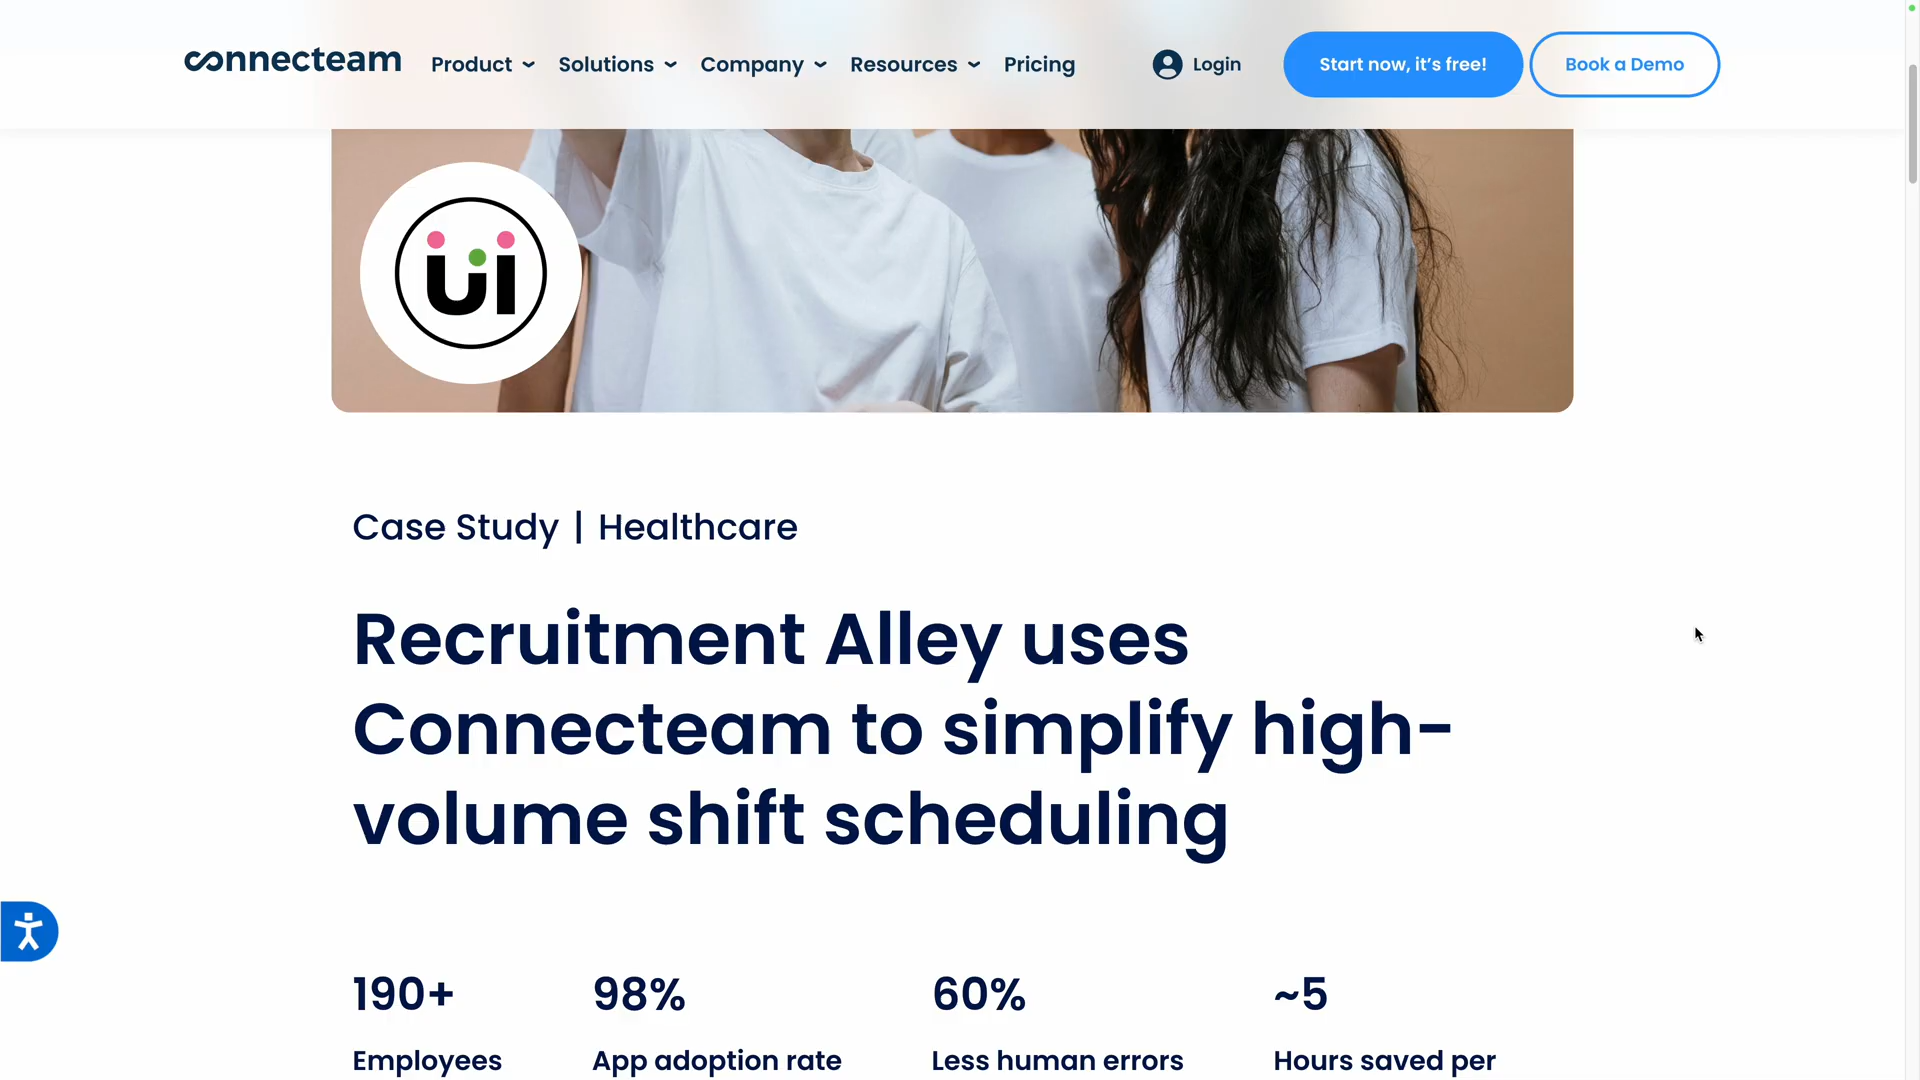 connecteam Product Solutions Company Resources Pricing Login Start now, it's free! Book a Demo
ui
Case Study | Healthcare
Recruitment Alley uses
Connecteam to simplify high-
volume shift scheduling
190+ 98% 60% ~5
Employees App adoption rate Less human errors Hours saved per